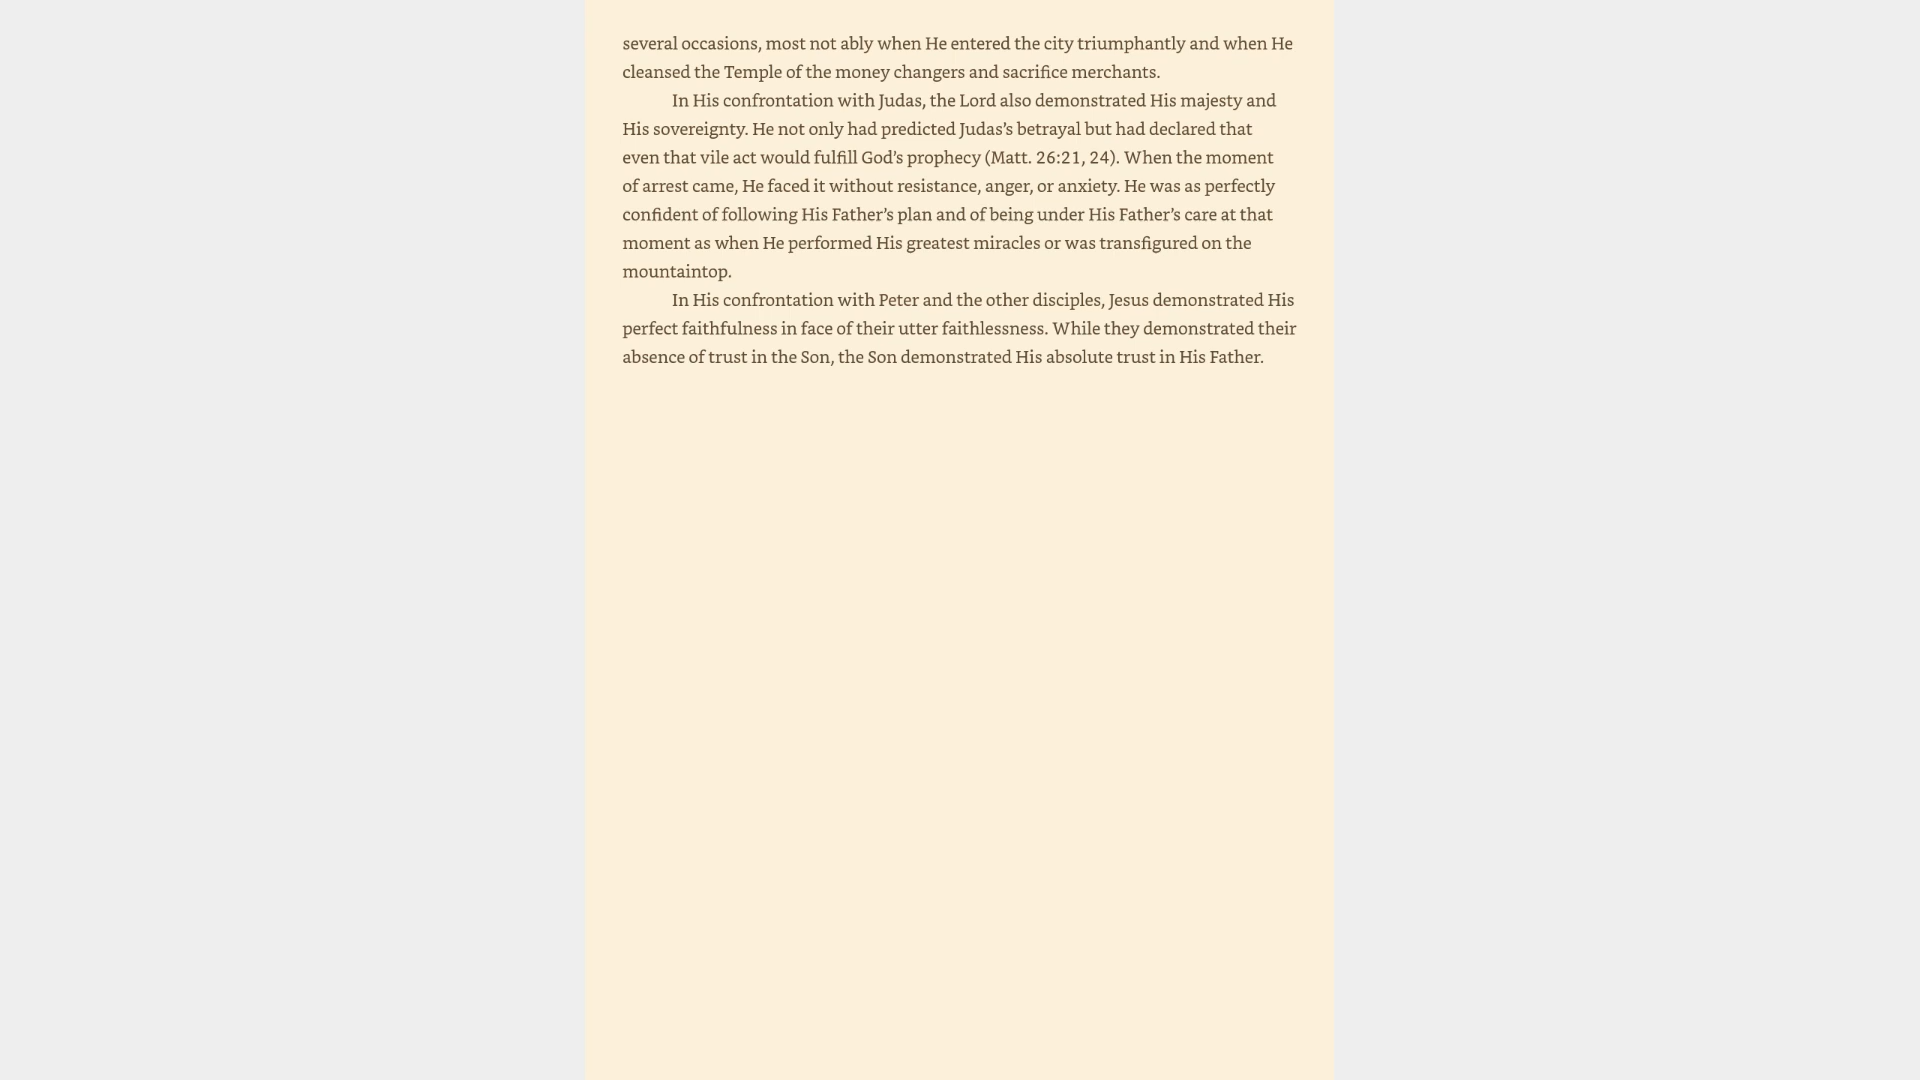 several occasions, most not ably when He entered the city triumphantly and when He
cleansed the Temple of the money changers and sacrifice merchants.
In His confrontation with Judas, the Lord also demonstrated His majesty and
His sovereignty. He not only had predicted Judas’s betrayal but had declared that
even that vile act would fulfill God’s prophecy (Matt. 26:21, 24). When the moment
of arrest came, He faced it without resistance, anger, or anxiety. He was as perfectly
confident of following His Father’s plan and of being under His Father’s care at that
moment as when He performed His greatest miracles or was transfigured on the
mountaintop.
In His confrontation with Peter and the other disciples, Jesus demonstrated His
perfect faithfulness in face of their utter faithlessness. While they demonstrated their
absence of trust in the Son, the Son demonstrated His absolute trust in His Father.